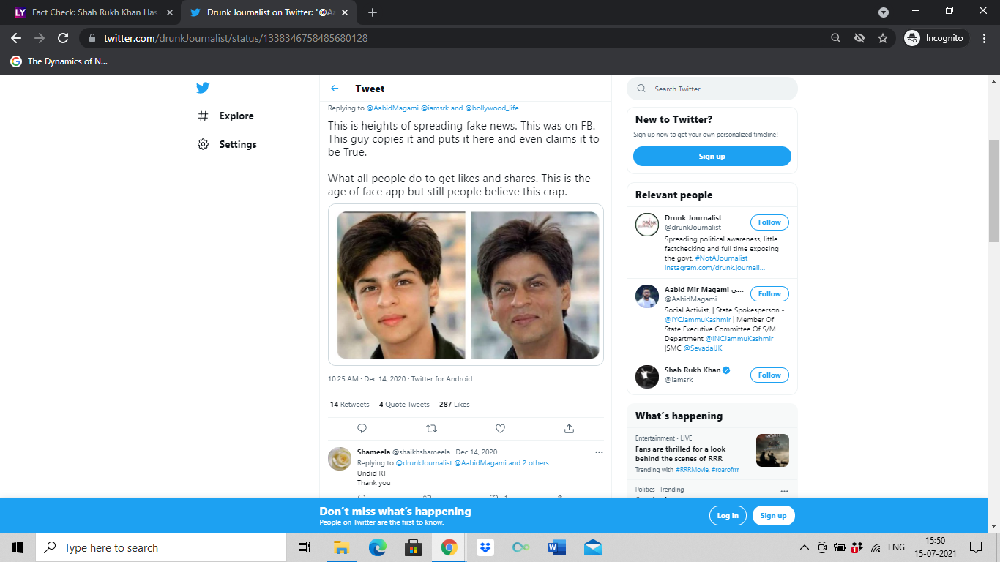 Fact Check: Shah Rukh Khan Has
Drunk Journalist on Twitter: "@Aa
twitter.com/drunkJournalist/status/1338346758485680128
Incognito
The Dynamics of N...
Explore
Settings
Tweet
Replying to @AabidMagami @iamsrk and @bollywood_life
This is heights of spreading fake news. This was on FB.
This guy copies it and puts it here and even claims it to
be True.
What all people do to get likes and shares. This is the
age of face app but still people believe this crap.
10:25 AM · Dec 14, 2020 · Twitter for Android
14 Retweets 4 Quote Tweets 287 Likes
Shameela @shaikhshameela · Dec 14, 2020
Replying to @drunkJournalist @AabidMagami and 2 others
Undid RT
Thank you
1
Search Twitter
New to Twitter?
Sign up now to get your own personalized timeline!
Sign up
Relevant people
Drunk Journalist
@drunkJournalist
Follow
Spreading political awareness, little
factchecking and full time exposing
the govt. #NotAJournalist
instagram.com/drunk.journali...
Aabid Mir Magami
@AabidMagami
Follow
Social Activist, | State Spokesperson -
@IYCJammuKashmir | Member Of
State Executive Committee Of S/M
Department @INCJammuKashmir
|SMC @SevadalJK
Shah Rukh Khan
@iamsrk
Follow
What's happening
Entertainment · LIVE
Fans are thrilled for a look
behind the scenes of RRR
Trending with #RRRMovie, #roarofrrr
Politics · Trending
Don't miss what's happening
People on Twitter are the first to know.
Log in
Sign up
Type here to search
ENG
15:50
15-07-2021